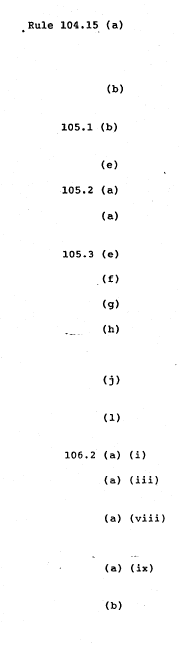 Rule 104.15 (a)
(b)
105.1 (b)
(e)
105.2 (a)
(a)
105.3 (e)
(f)
(g)
(h)
(j)
(l)
106.2 (a) (i)
(a) (iii)
(a) (viii)
(a) (ix)
(b)